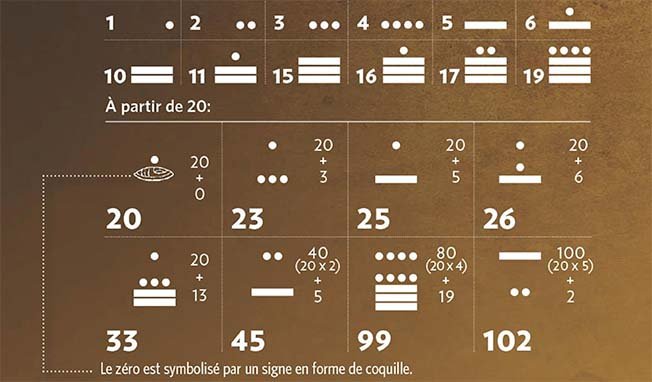 1 2 3 4 5 6
10 11 15 16 17 19
À partir de 20:
20 20 20 20
+ + + +
0 3 5 6
20 23 25 26
20 40 80 100
(20 x 2) (20 x 4) (20 x 5)
+ + + +
13 5 19 2
33 45 99 102
Le zéro est symbolisé par un signe en forme de coquille.